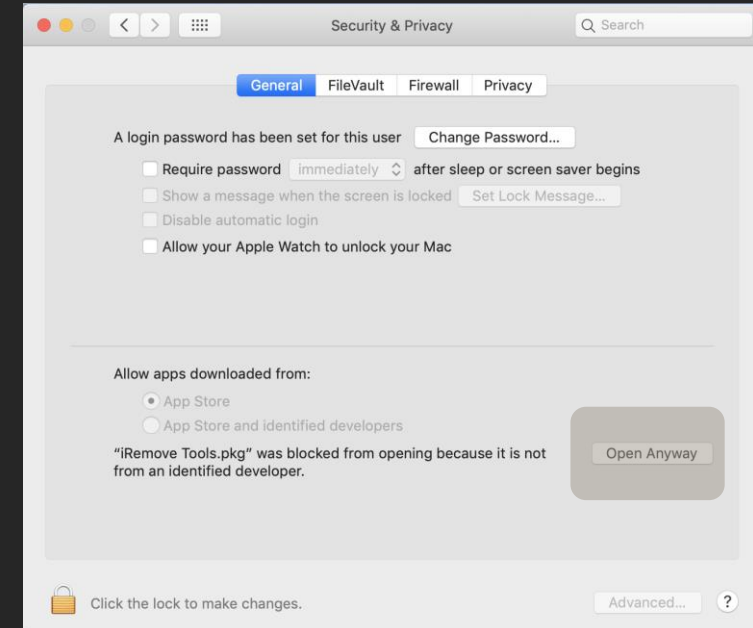 Security & Privacy
Search
General FileVault Firewall Privacy
A login password has been set for this user Change Password...
Require password immediately after sleep or screen saver begins
Show a message when the screen is locked Set Lock Message...
Disable automatic login
Allow your Apple Watch to unlock your Mac
Allow apps downloaded from:
App Store
App Store and identified developers
“iRemove Tools.pkg” was blocked from opening because it is not
from an identified developer.
Open Anyway
Click the lock to make changes.
Advanced...
?